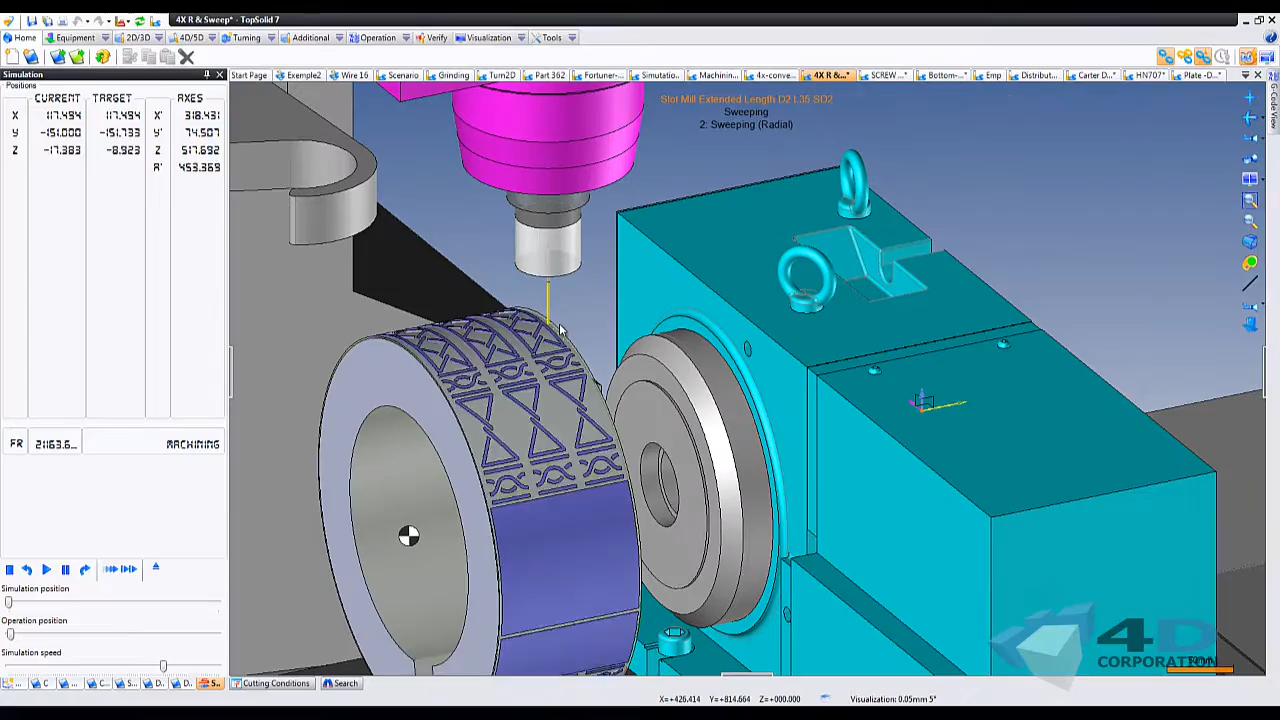 4X R & Sweep* - TopSolid 7
Home Equipment 2D/3D 4D/5D Turning Additional Operation Verify Visualization Tools
Simulation
Start Page Exemple2 Wire 16 Scenario Grinding Turn2D Part 362 Fortuner-... Simulatio... Machinin... 4x-conve... 4X R &...* SCREW ...* Bottom-...* Emp Distribut... Carter D...* HN707* Plate -D...*
Positions
CURRENT TARGET AXES
X 117.494 117.494 X' 318.431
Y -151.000 -151.733 Y' 74.507
Z -17.383 -8.923 Z 517.692
R' 453.369
Slot Mill Extended Length D2 L35 SD2
Sweeping
2: Sweeping (Radial)
G-Code View
FR 21163.6... MACHINING
Simulation position
Operation position
Simulation speed
4D
CORPORATION
C ... C... S... D... D... S..
Cutting Conditions Search
X=+426.414 Y=+814.664 Z=+000.000 Visualization: 0.05mm 5°